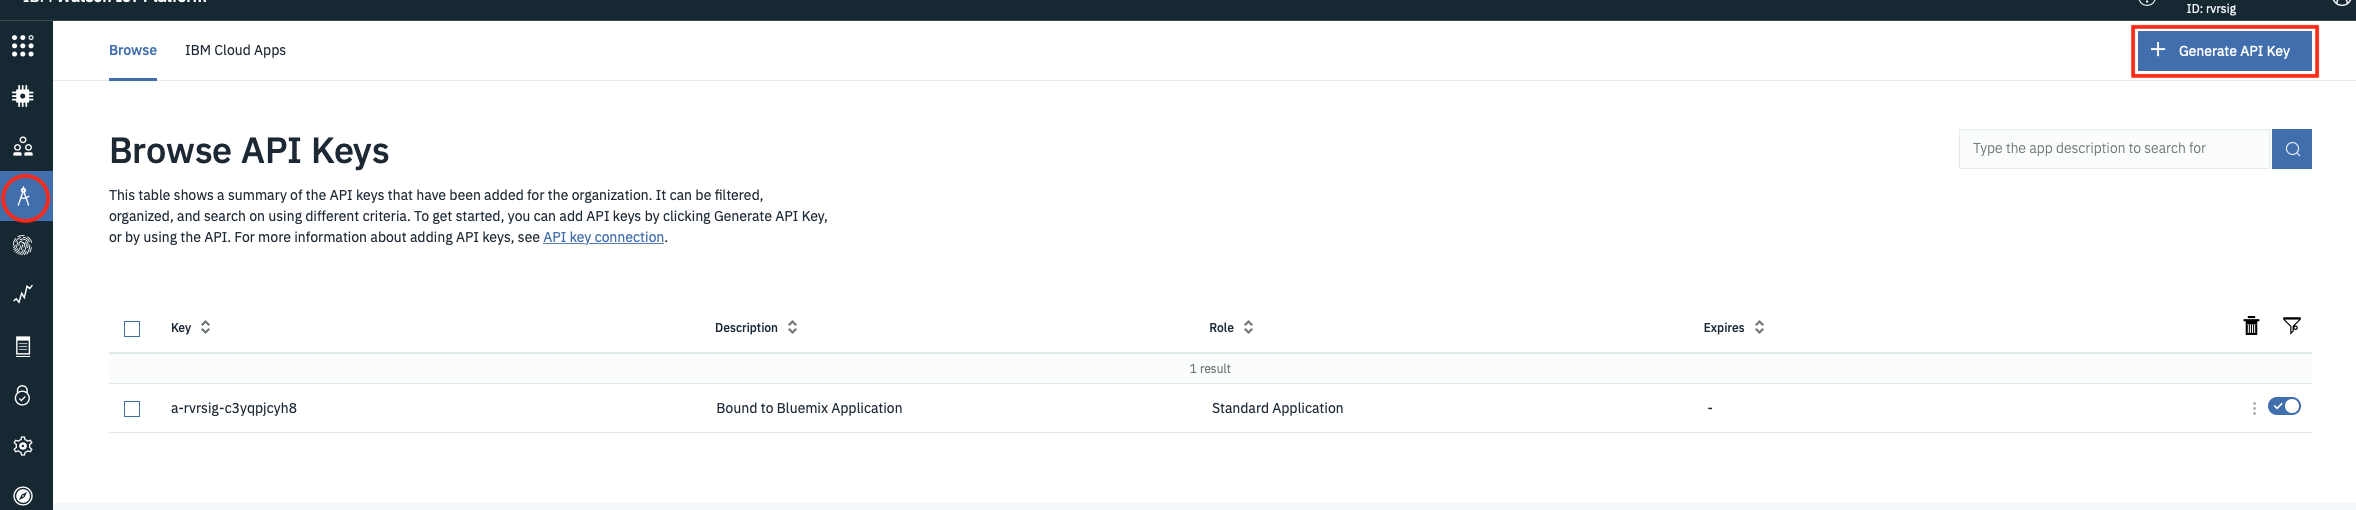 IBM Watson IoT Platform
ID: rvrsig
Browse
IBM Cloud Apps
Generate API Key
Browse API Keys
Type the app description to search for
This table shows a summary of the API keys that have been added for the organization. It can be filtered,
organized, and search on using different criteria. To get started, you can add API keys by clicking Generate API Key,
or by using the API. For more information about adding API keys, see API key connection.
Key
Description
Role
Expires
1 result
a-rvrsig-c3yqpjcyh8
Bound to Bluemix Application
Standard Application
-